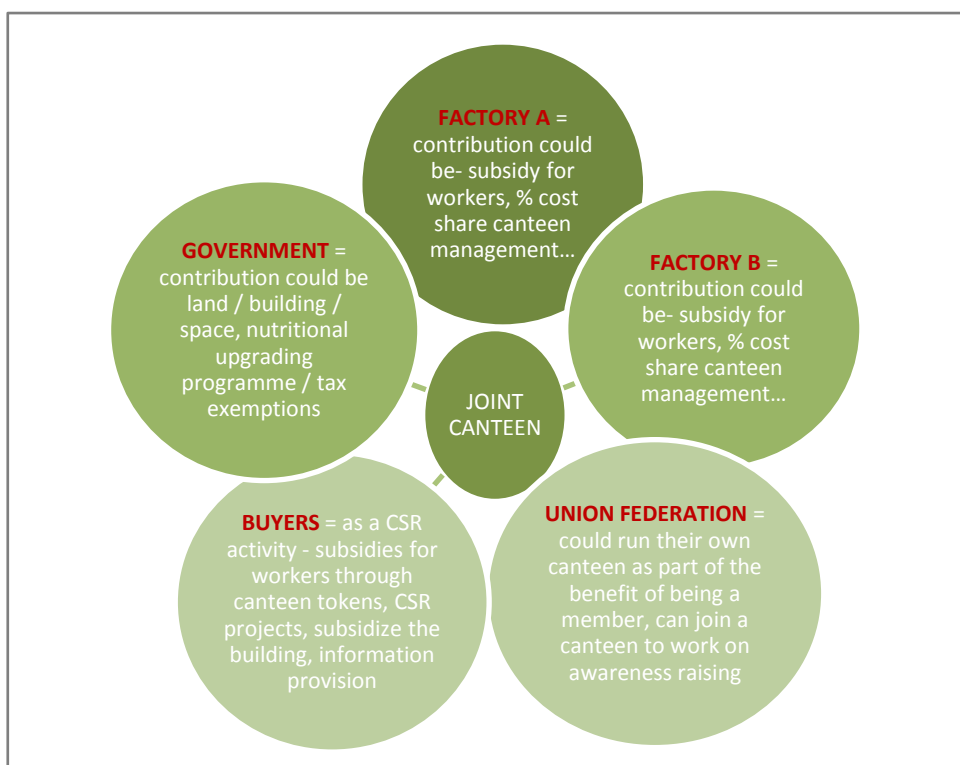 FACTORY A =
contribution could
be- subsidy for
workers, % cost
share canteen
management…
GOVERNMENT =
contribution could be
land / building /
space, nutritional
upgrading
programme / tax
exemptions
FACTORY B =
contribution could
be- subsidy for
workers, % cost
share canteen
management…
JOINT
CANTEEN
BUYERS = as a CSR
activity - subsidies for
workers through
canteen tokens, CSR
projects, subsidize the
building, information
provision
UNION FEDERATION =
could run their own
canteen as part of the
benefit of being a
member, can join a
canteen to work on
awareness raising